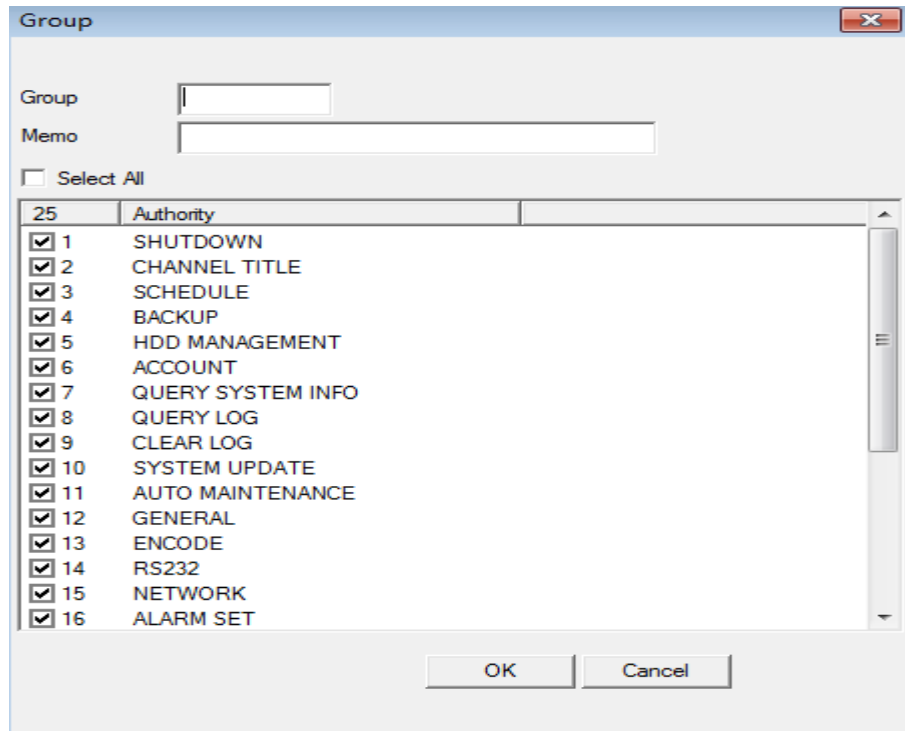 Group
Group
Memo
Select All
25 Authority
1 SHUTDOWN
2 CHANNEL TITLE
3 SCHEDULE
4 BACKUP
5 HDD MANAGEMENT
6 ACCOUNT
7 QUERY SYSTEM INFO
8 QUERY LOG
9 CLEAR LOG
10 SYSTEM UPDATE
11 AUTO MAINTENANCE
12 GENERAL
13 ENCODE
14 RS232
15 NETWORK
16 ALARM SET
OK Cancel